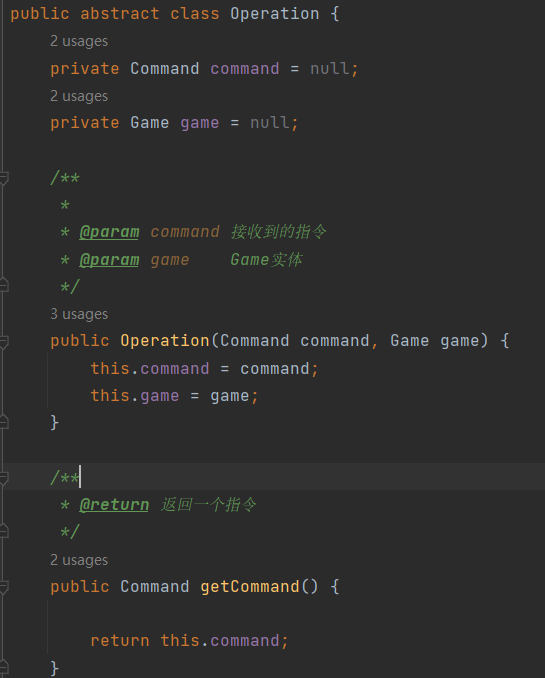 public abstract class Operation {
2 usages
private Command command = null;
2 usages
private Game game = null;
/**
*
* @param command 接收到的指令
* @param game    Game实体
*/
3 usages
public Operation(Command command, Game game) {
this.command = command;
this.game = game;
}
/**
* @return 返回一个指令
*/
2 usages
public Command getCommand() {
return this.command;
}